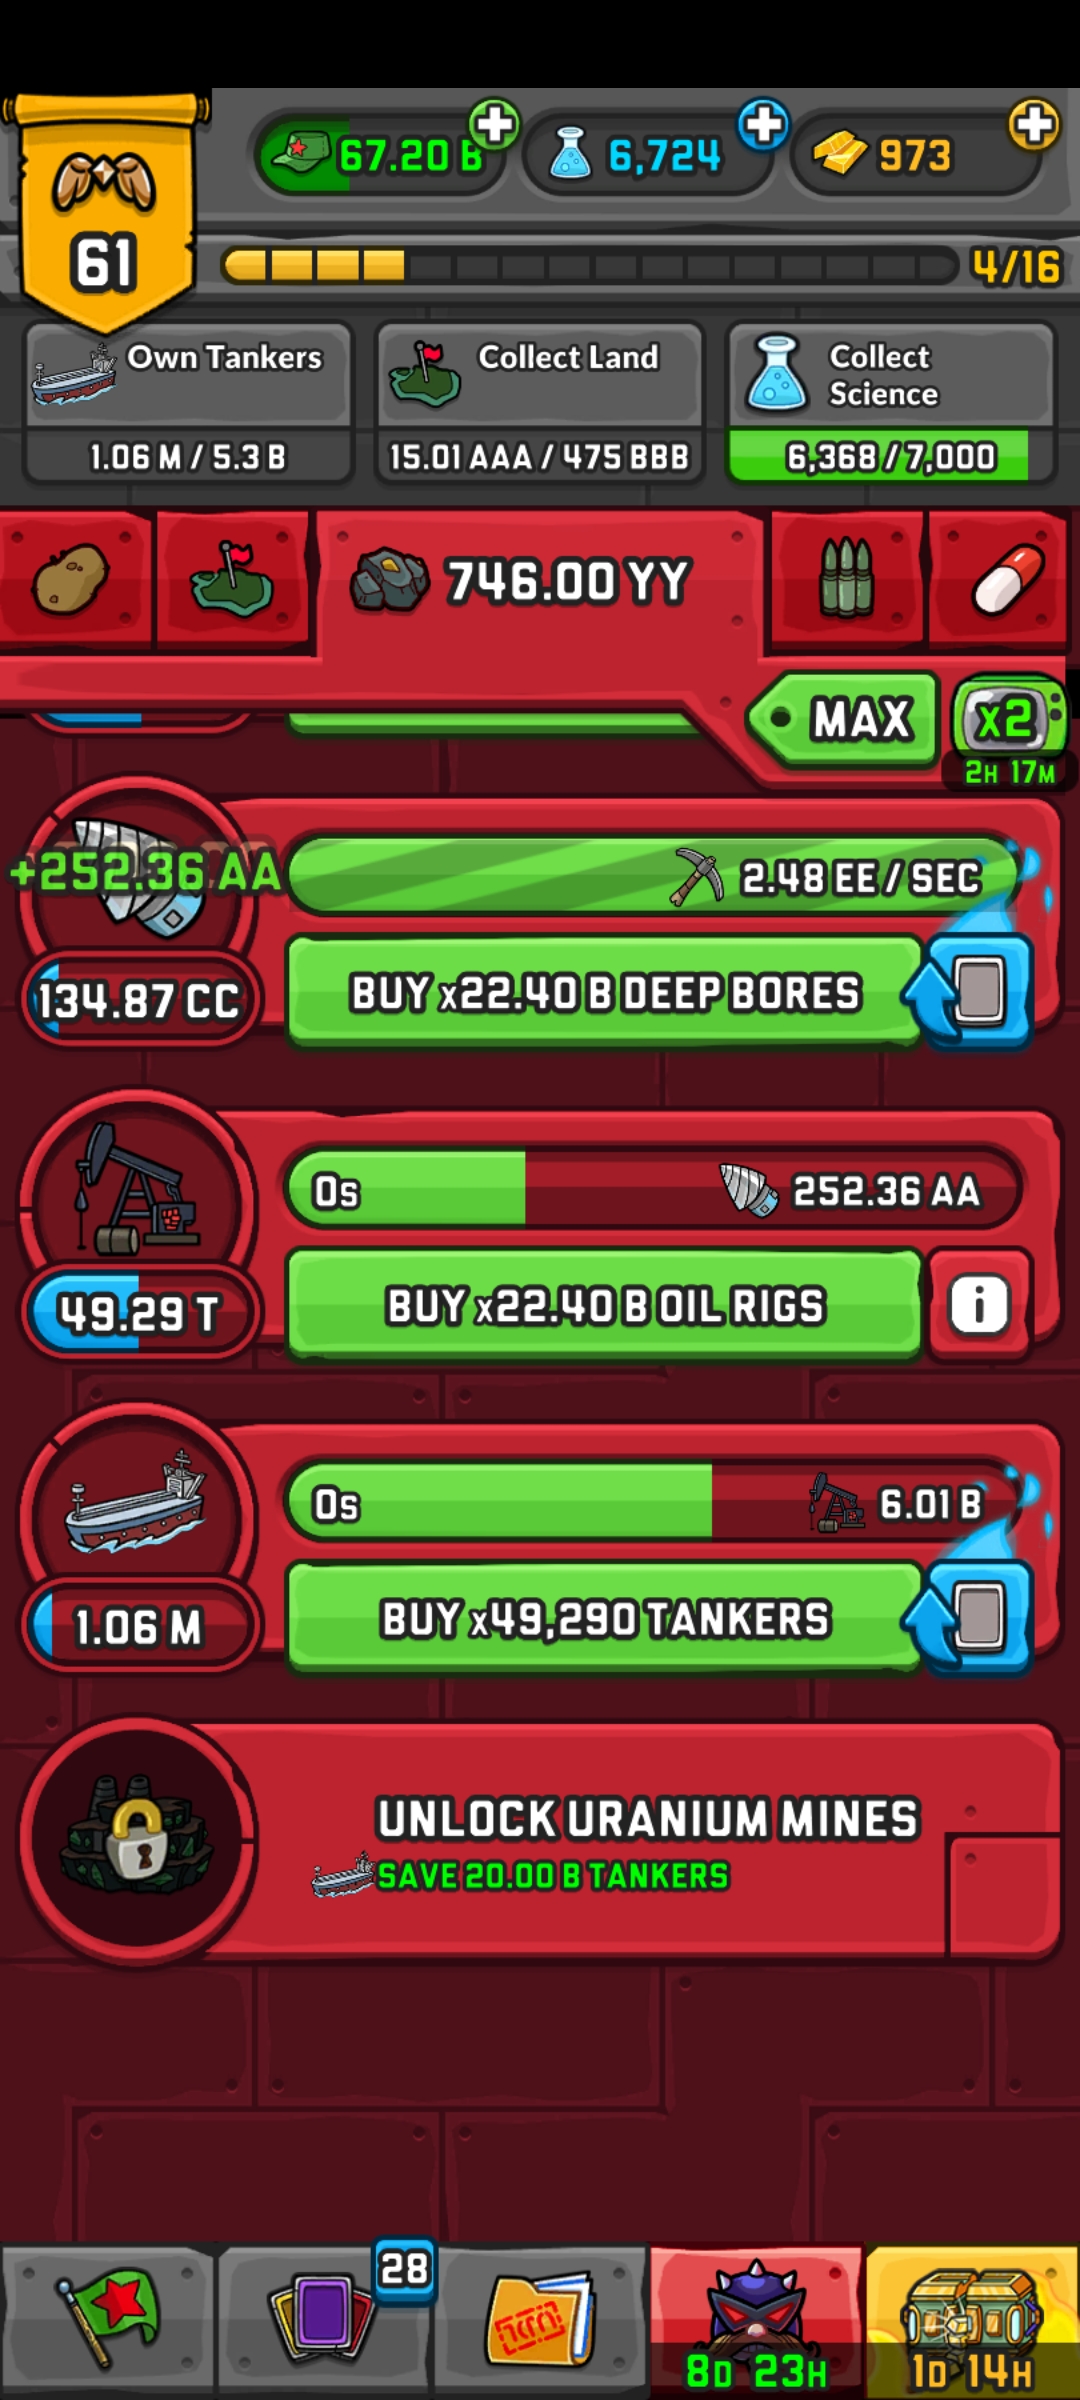 67.20 B
6,724
973
61
4/16
Own Tankers
1.06 M / 5.3 B
Collect Land
15.01 AAA / 475 BBB
Collect
Science
6,368 / 7,000
746.00 YY
MAX
x2
2H 17M
+252.36 AA
2.48 EE / SEC
134.87 CC
BUY x22.40 B DEEP BORES
0s
252.36 AA
49.29 T
BUY x22.40 B OIL RIGS
i
0s
6.01 B
1.06 M
BUY x49,290 TANKERS
UNLOCK URANIUM MINES
SAVE 20.00 B TANKERS
28
8D 23H
1D 14H